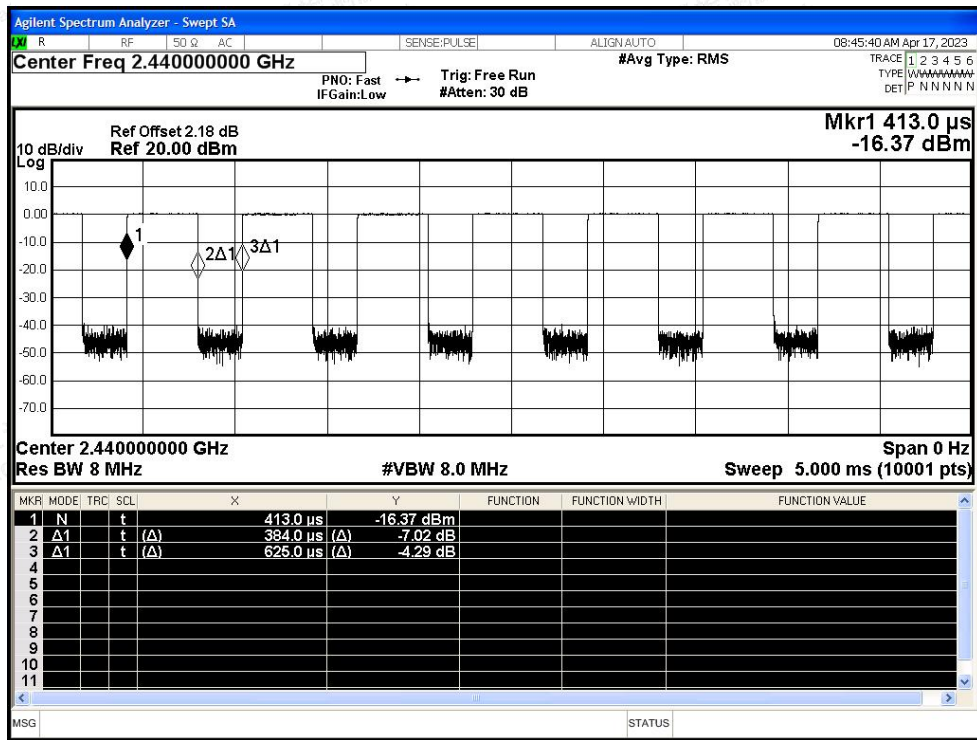 Agilent Spectrum Analyzer - Swept SA
LXI R RF 50 Ω AC SENSE:PULSE ALIGN AUTO 08:45:40 AM Apr 17, 2023
Center Freq 2.440000000 GHz #Avg Type: RMS TRACE 1 2 3 4 5 6
PNO: Fast Trig: Free Run TYPE W
IFGain:Low #Atten: 30 dB DET P N N N N N
Mkr1 413.0 µs
Ref Offset 2.18 dB
10 dB/div Ref 20.00 dBm -16.37 dBm
Log
10.0
0.00
-10.0 1
2Δ1 3Δ1
-20.0
-30.0
-40.0
-50.0
-60.0
-70.0
Center 2.440000000 GHz Span 0 Hz
Res BW 8 MHz #VBW 8.0 MHz Sweep 5.000 ms (10001 pts)
MKR MODE TRC SCL X Y FUNCTION FUNCTION WIDTH FUNCTION VALUE
1 N t 413.0 µs -16.37 dBm
2 Δ1 t (Δ) 384.0 µs (Δ) -7.02 dB
3 Δ1 t (Δ) 625.0 µs (Δ) -4.29 dB
4
5
6
7
8
9
10
11
MSG STATUS